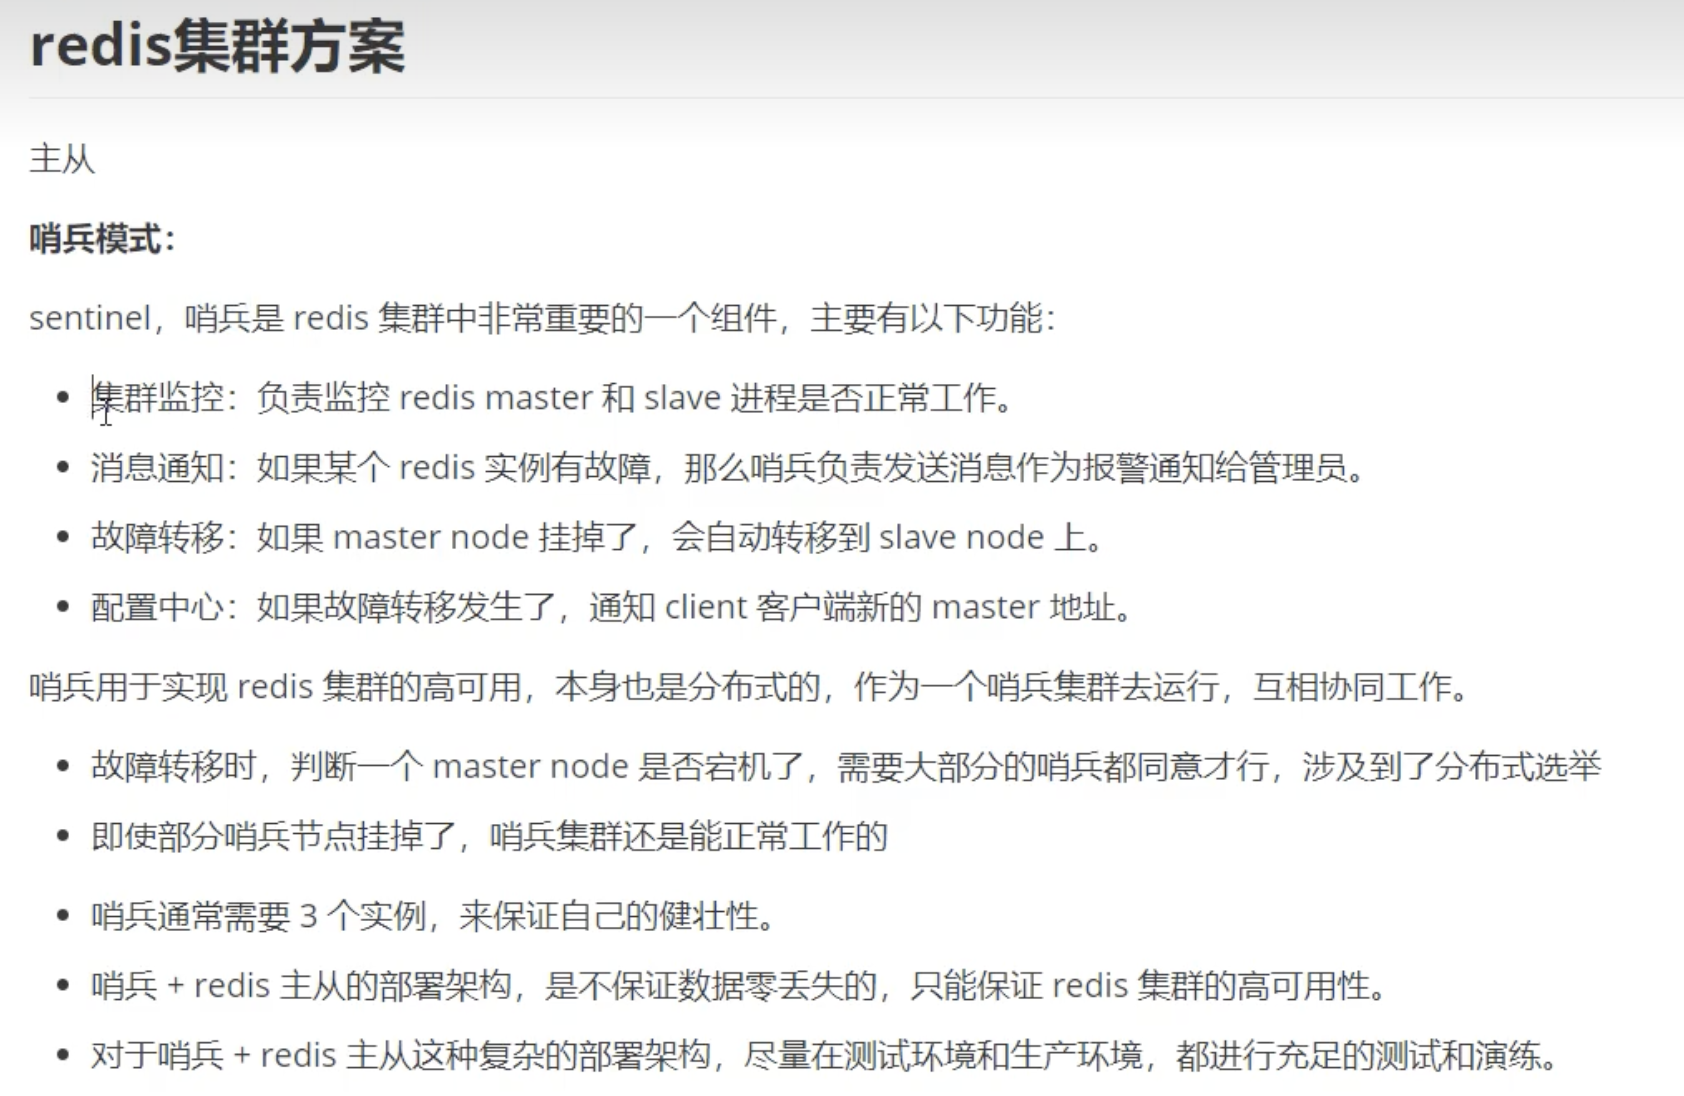 redis集群方案
主从
哨兵模式：
sentinel，哨兵是 redis 集群中非常重要的一个组件，主要有以下功能：
集群监控：负责监控 redis master 和 slave 进程是否正常工作。
消息通知：如果某个 redis 实例有故障，那么哨兵负责发送消息作为报警通知给管理员。
故障转移：如果 master node 挂掉了，会自动转移到 slave node 上。
配置中心：如果故障转移发生了，通知 client 客户端新的 master 地址。
哨兵用于实现 redis 集群的高可用，本身也是分布式的，作为一个哨兵集群去运行，互相协同工作。
故障转移时，判断一个 master node 是否宕机了，需要大部分的哨兵都同意才行，涉及到了分布式选举
即使部分哨兵节点挂掉了，哨兵集群还是能正常工作的
哨兵通常需要 3 个实例，来保证自己的健壮性。
哨兵 + redis 主从的部署架构，是不保证数据零丢失的，只能保证 redis 集群的高可用性。
对于哨兵 + redis 主从这种复杂的部署架构，尽量在测试环境和生产环境，都进行充足的测试和演练。